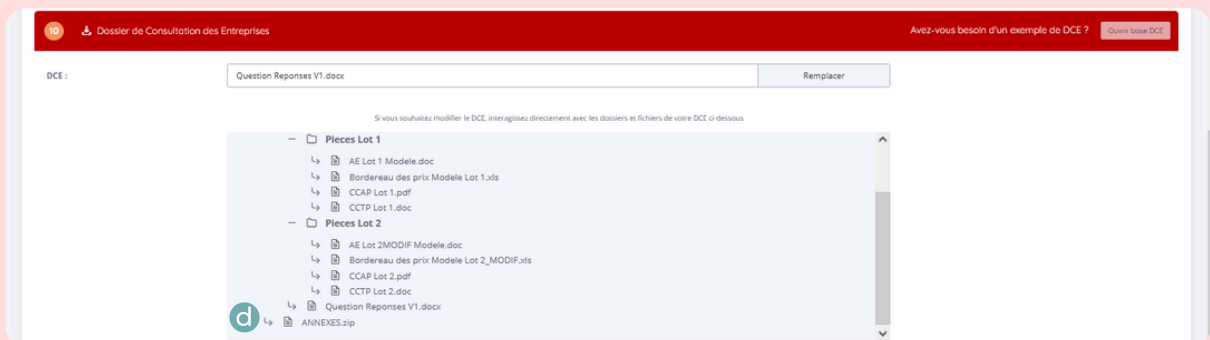 10 Dossier de Consultation des Entreprises Avez-vous besoin d'un exemple de DCE ? Ouvrir base DCE
DCE : Question Reponses V1.docx Remplacer
Si vous souhaitez modifier le DCE, interagissez directement avec les dossiers et fichiers de votre DCE ci-dessous
Pieces Lot 1
AE Lot 1 Modele.doc
Bordereau des prix Modele Lot 1.xls
CCAP Lot 1.pdf
CCTP Lot 1.doc
Pieces Lot 2
AE Lot 2MODIF Modele.doc
Bordereau des prix Modele Lot 2_MODIF.xls
CCAP Lot 2.pdf
CCTP Lot 2.doc
Question Reponses V1.docx
d ANNEXES.zip